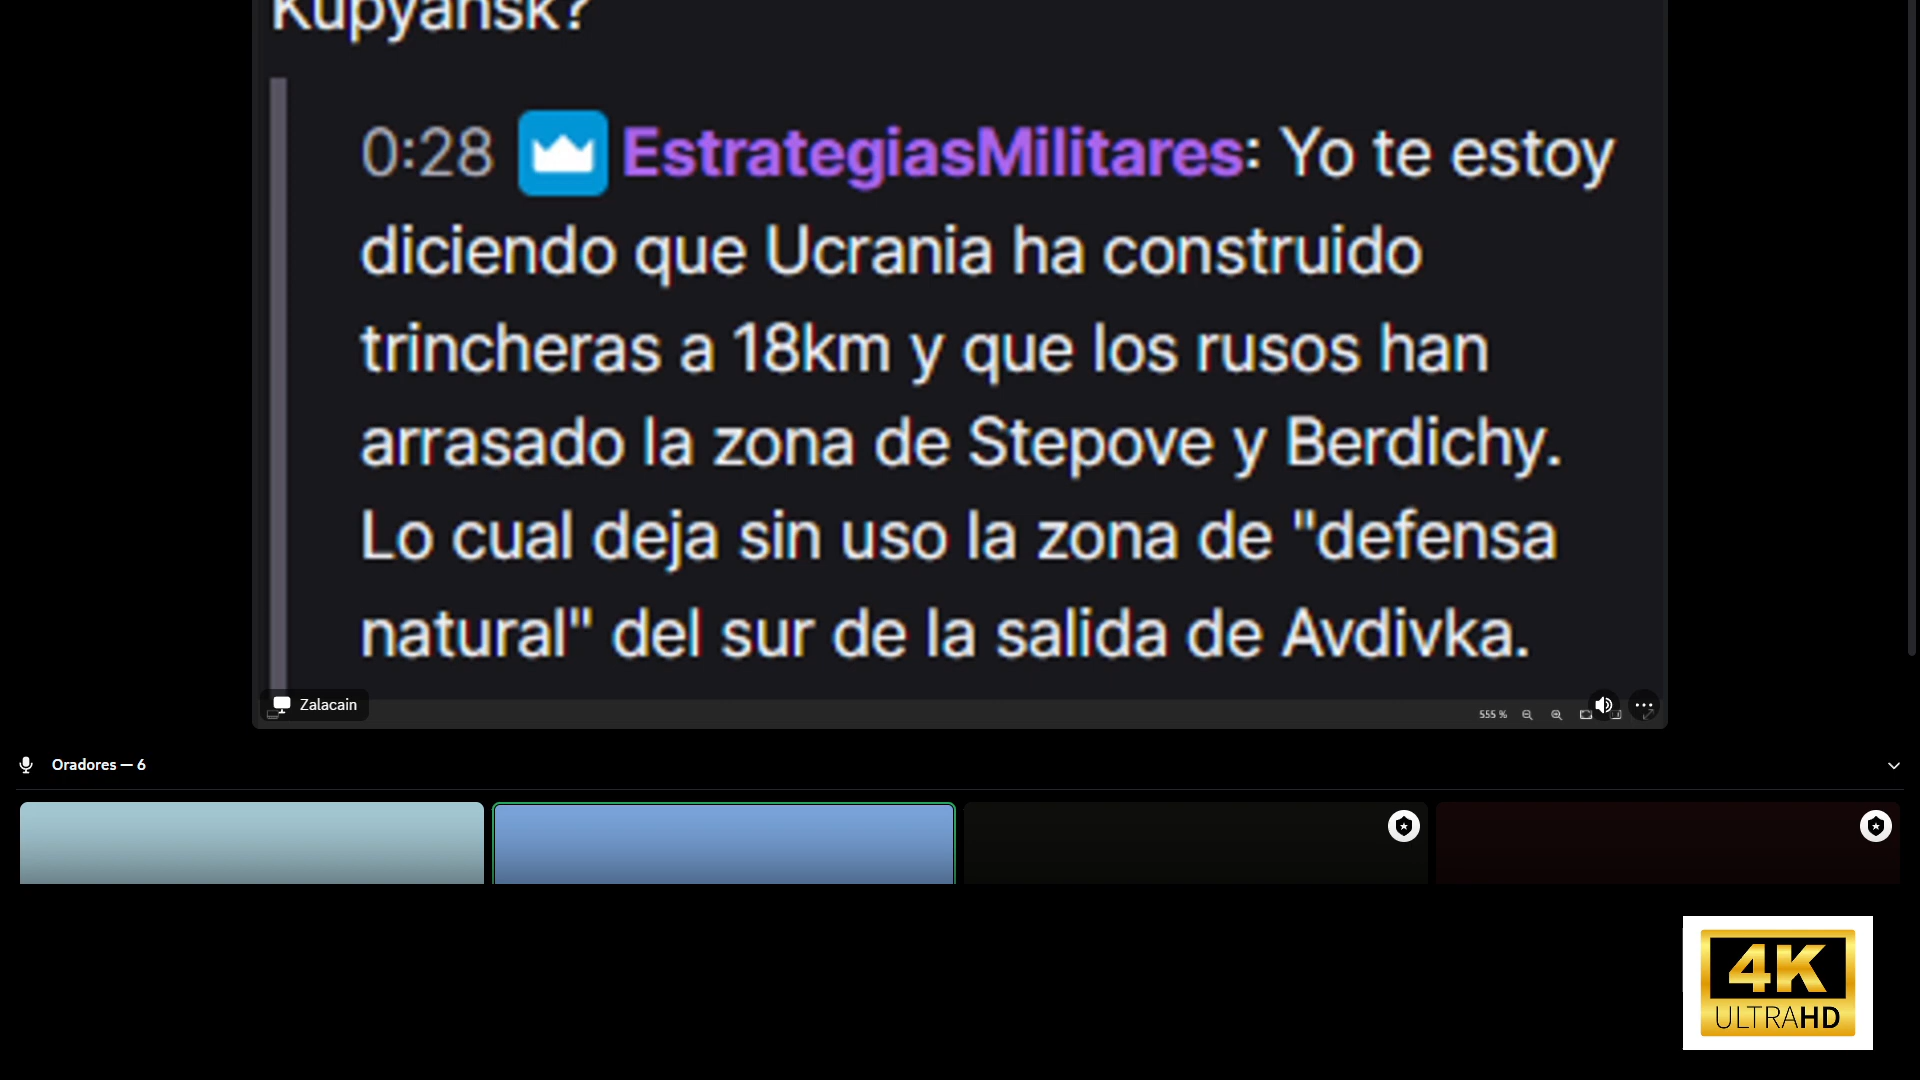 Kupyansk?
0:28 EstrategiasMilitares: Yo te estoy
diciendo que Ucrania ha construido
trincheras a 18km y que los rusos han
arrasado la zona de Stepove y Berdichy.
Lo cual deja sin uso la zona de "defensa
natural" del sur de la salida de Avdivka.
Zalacain
555 %
Oradores — 6
4K
ULTRAHD